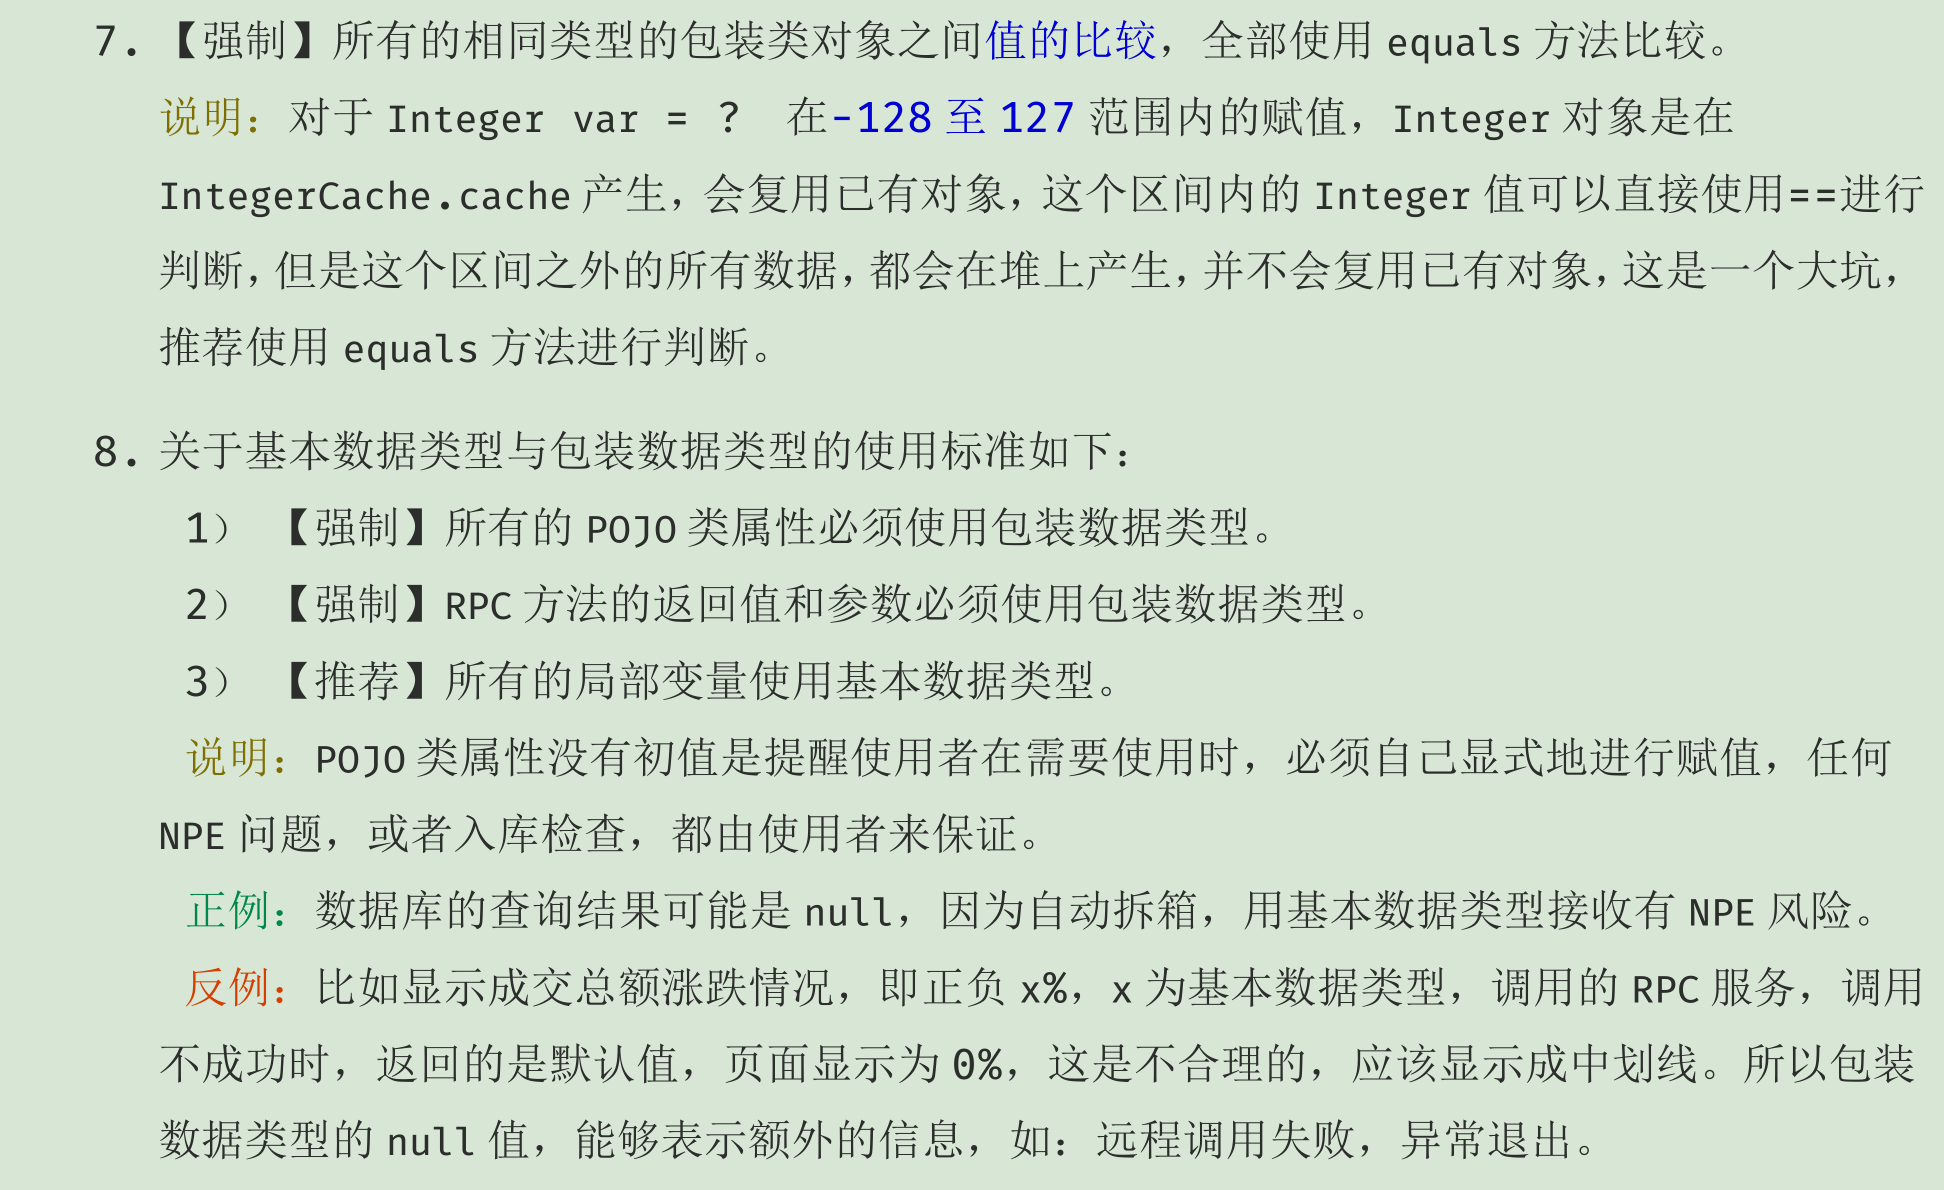 7. 【强制】所有的相同类型的包装类对象之间值的比较，全部使用 equals 方法比较。
说明：对于 Integer var = ? 在-128 至 127 范围内的赋值，Integer 对象是在
IntegerCache.cache 产生，会复用已有对象，这个区间内的 Integer 值可以直接使用==进行
判断，但是这个区间之外的所有数据，都会在堆上产生，并不会复用已有对象，这是一个大坑，
推荐使用 equals 方法进行判断。
8. 关于基本数据类型与包装数据类型的使用标准如下：
1） 【强制】所有的 POJO 类属性必须使用包装数据类型。
2） 【强制】RPC 方法的返回值和参数必须使用包装数据类型。
3） 【推荐】所有的局部变量使用基本数据类型。
说明：POJO 类属性没有初值是提醒使用者在需要使用时，必须自己显式地进行赋值，任何
NPE 问题，或者入库检查，都由使用者来保证。
正例：数据库的查询结果可能是 null，因为自动拆箱，用基本数据类型接收有 NPE 风险。
反例：比如显示成交总额涨跌情况，即正负 x%，x 为基本数据类型，调用的 RPC 服务，调用
不成功时，返回的是默认值，页面显示为 0%，这是不合理的，应该显示成中划线。所以包装
数据类型的 null 值，能够表示额外的信息，如：远程调用失败，异常退出。